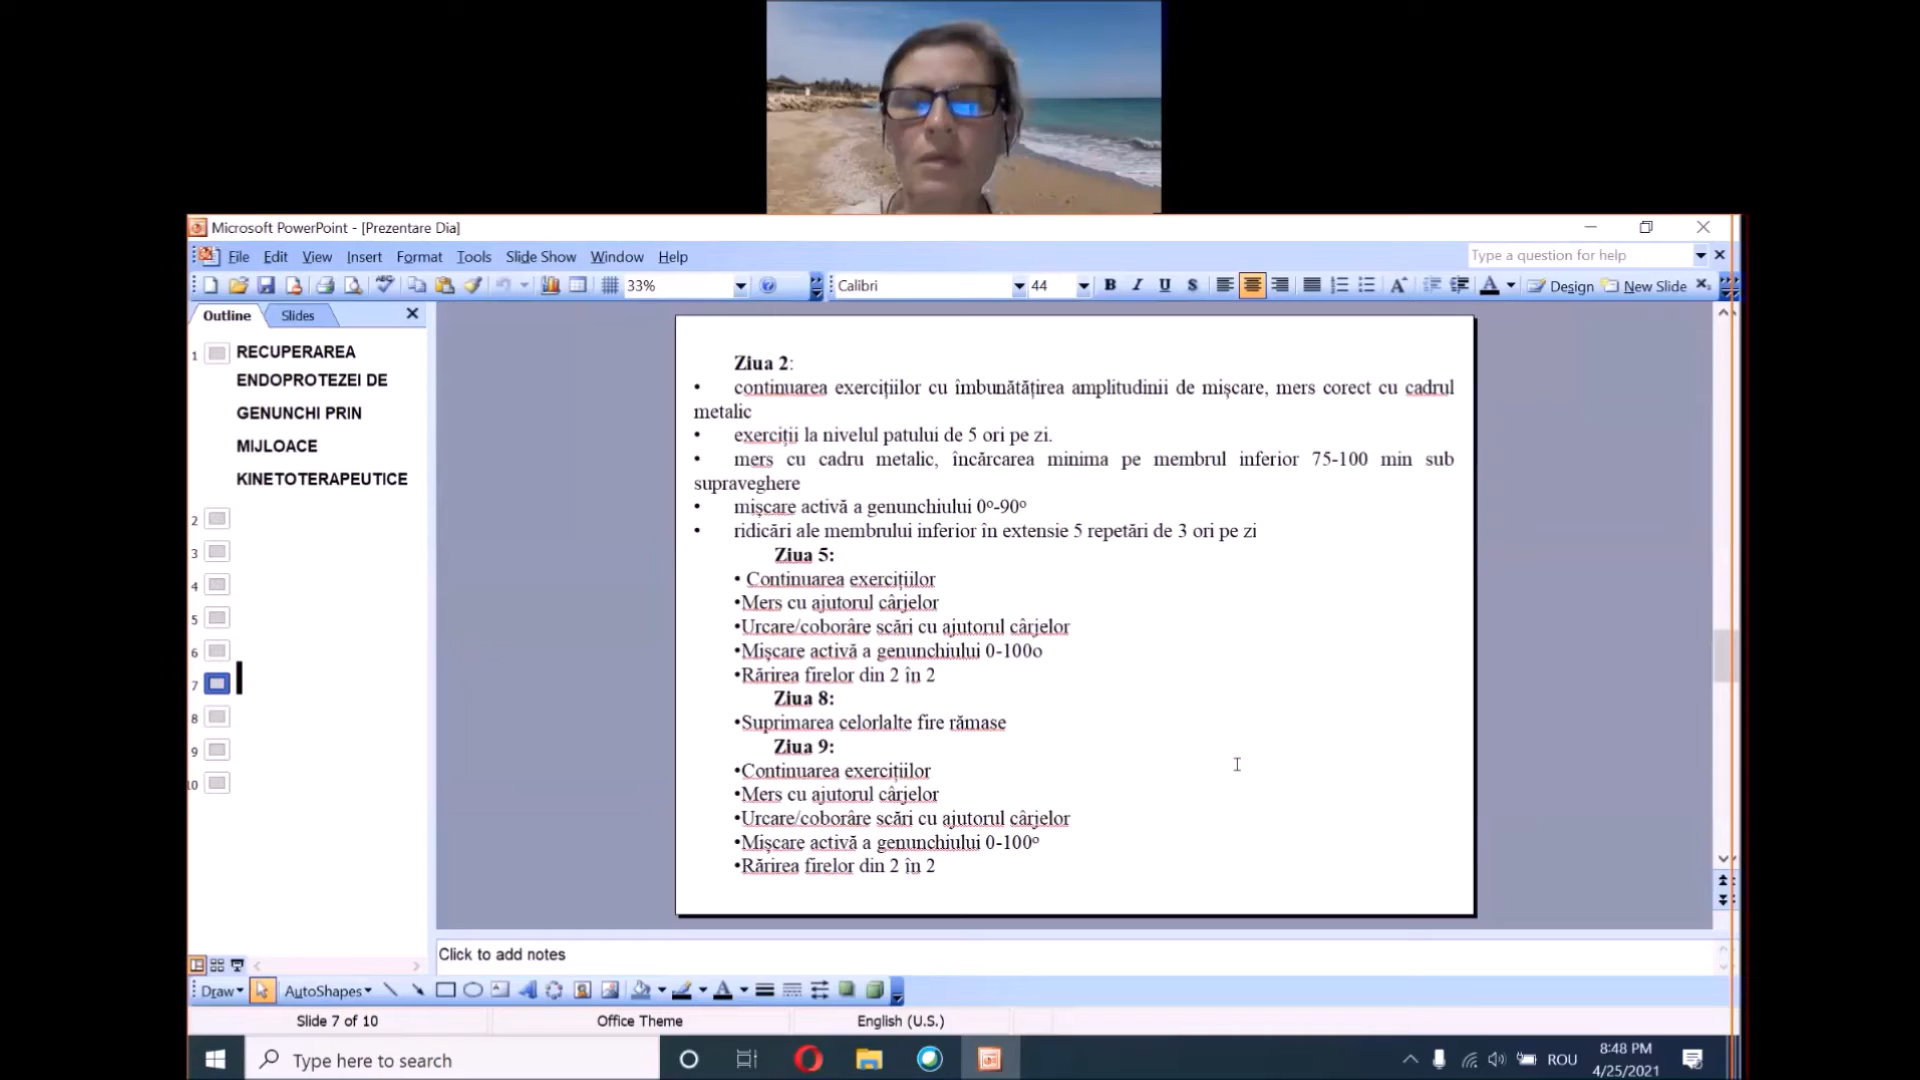 Microsoft PowerPoint - [Prezentare Dia]
File Edit View Insert Format Tools Slide Show Window Help
Type a question for help
33%
Calibri
44
B I U S
A
A
Design
New Slide
Outline
Slides
1 RECUPERAREA
ENDOPROTEZEI DE
GENUNCHI PRIN
MIJLOACE
KINETOTERAPEUTICE
2
3
4
5
6
7
8
9
10
Ziua 2:
• continuarea exercițiilor cu îmbunătățirea amplitudinii de mișcare, mers corect cu cadrul
metalic
• exerciții la nivelul patului de 5 ori pe zi.
• mers cu cadru metalic, încărcarea minima pe membrul inferior 75-100 min sub
supraveghere
• mișcare activă a genunchiului 0º-90º
• ridicări ale membrului inferior în extensie 5 repetări de 3 ori pe zi
Ziua 5:
• Continuarea exercițiilor
•Mers cu ajutorul cârjelor
•Urcare/coborâre scări cu ajutorul cârjelor
•Mișcare activă a genunchiului 0-100o
•Rărirea firelor din 2 în 2
Ziua 8:
•Suprimarea celorlalte fire rămase
Ziua 9:
•Continuarea exercițiilor
•Mers cu ajutorul cârjelor
•Urcare/coborâre scări cu ajutorul cârjelor
•Mișcare activă a genunchiului 0-100º
•Rărirea firelor din 2 în 2
Click to add notes
Draw
AutoShapes
A
Slide 7 of 10
Office Theme
English (U.S.)
Type here to search
ROU
8:48 PM
4/25/2021